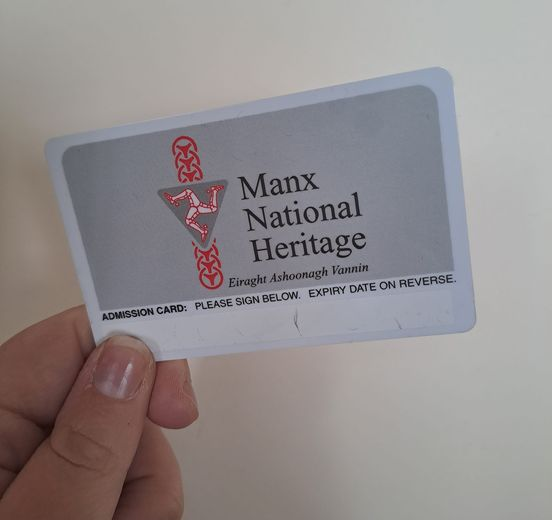 Manx
National
Heritage
Eiraght Ashoonagh Vannin
ADMISSION CARD: PLEASE SIGN BELOW. EXPIRY DATE ON REVERSE.